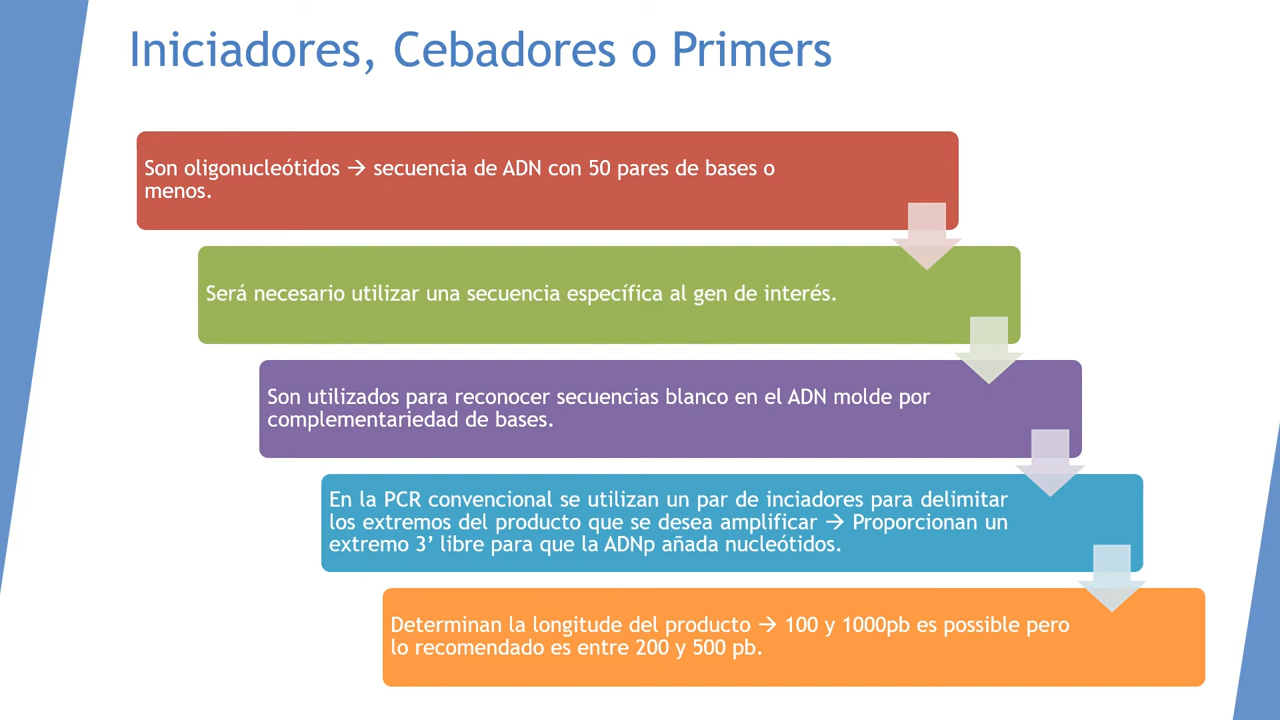 Iniciadores, Cebadores o Primers
Son oligonucleótidos → secuencia de ADN con 50 pares de bases o
menos.
Será necesario utilizar una secuencia específica al gen de interés.
Son utilizados para reconocer secuencias blanco en el ADN molde por
complementariedad de bases.
En la PCR convencional se utilizan un par de inciadores para delimitar
los extremos del producto que se desea amplificar → Proporcionan un
extremo 3’ libre para que la ADNp añada nucleótidos.
Determinan la longitude del producto → 100 y 1000pb es possible pero
lo recomendado es entre 200 y 500 pb.